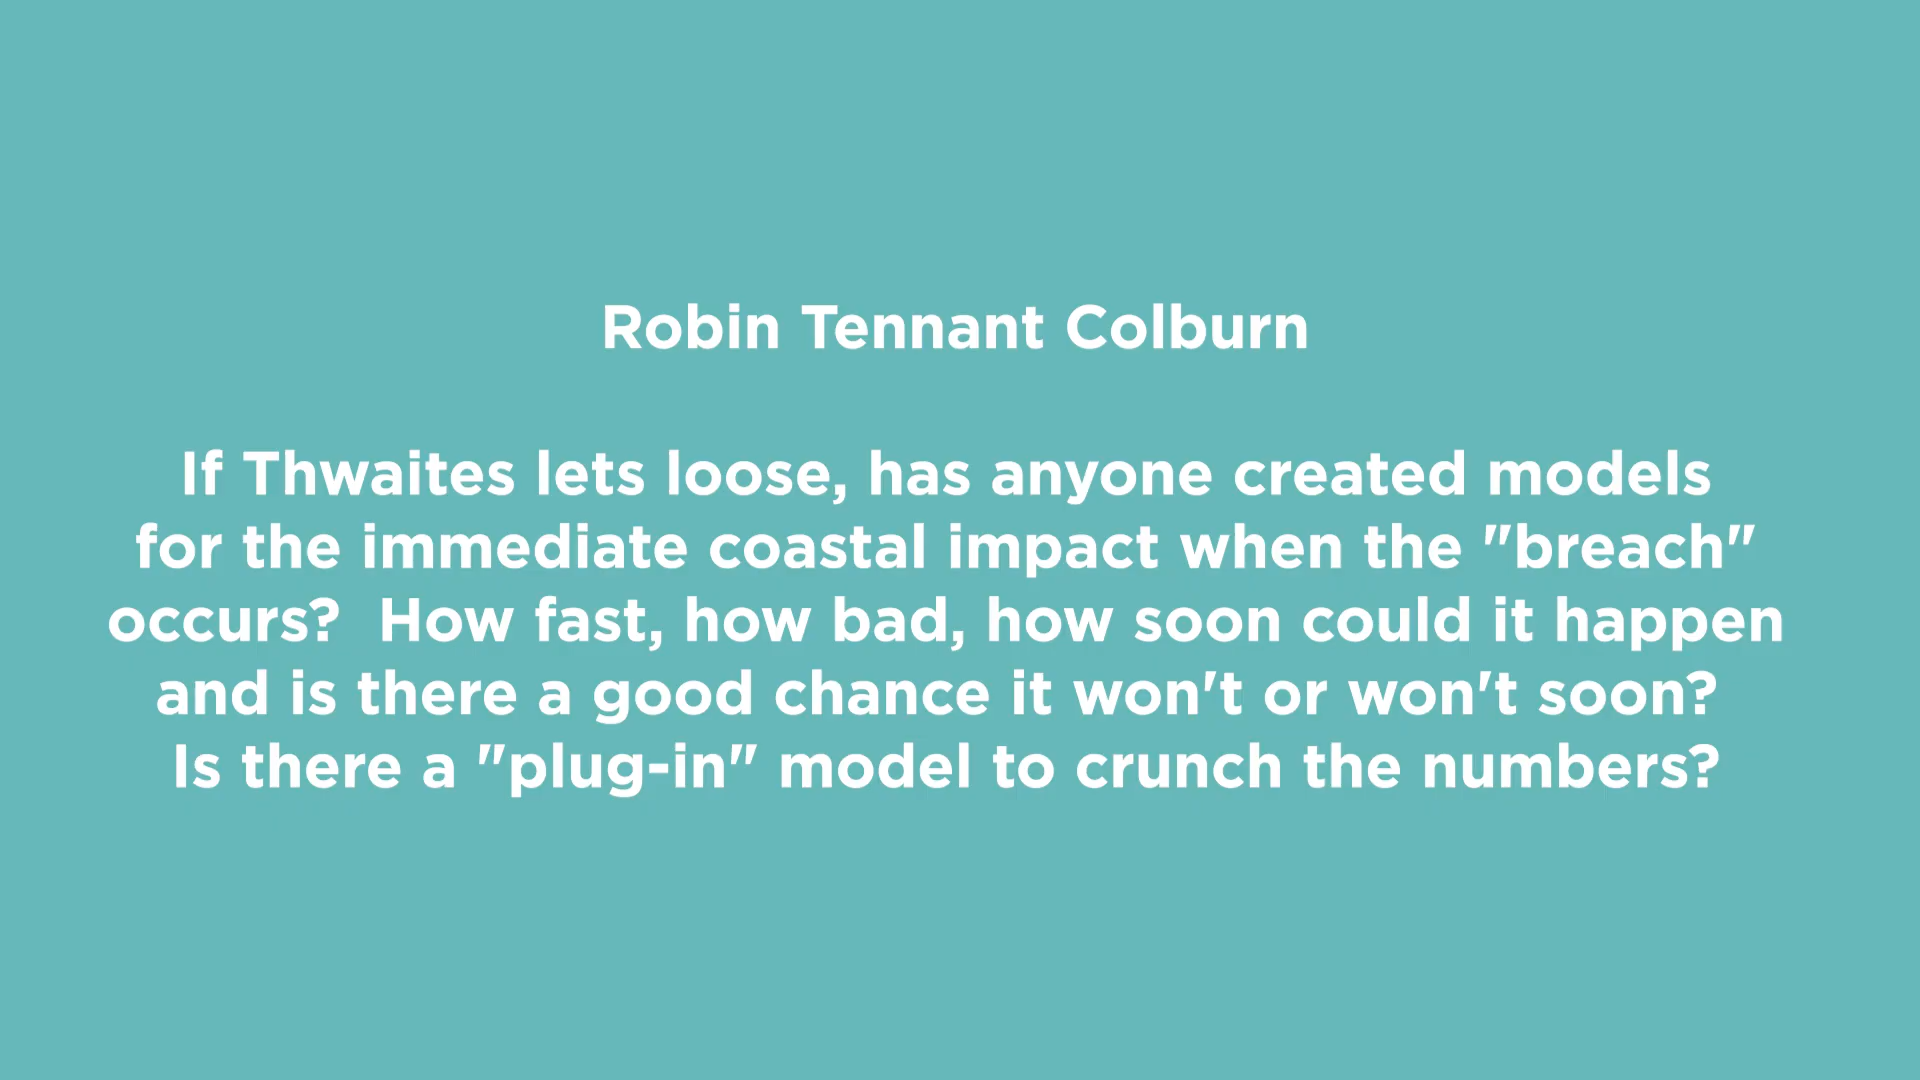 Robin Tennant Colburn
If Thwaites lets loose, has anyone created models
for the immediate coastal impact when the "breach"
occurs?  How fast, how bad, how soon could it happen
and is there a good chance it won't or won't soon?
Is there a "plug-in" model to crunch the numbers?